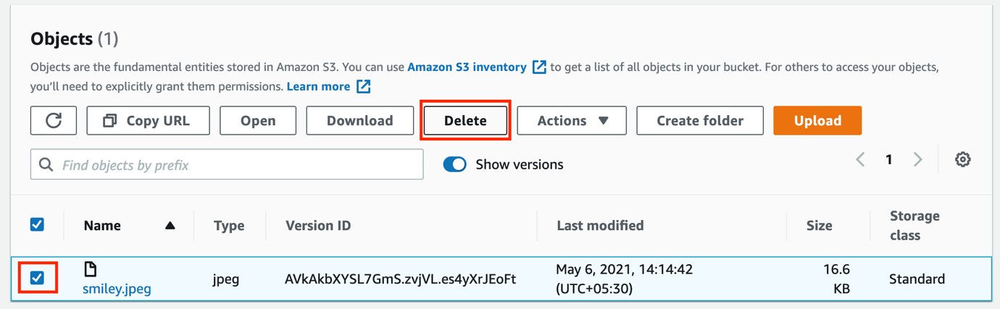 Objects (1)
Objects are the fundamental entities stored in Amazon S3. You can use Amazon S3 inventory to get a list of all objects in your bucket. For others to access your objects,
you'll need to explicitly grant them permissions. Learn more
Copy URL Open Download Delete Actions Create folder Upload
Find objects by prefix Show versions 1
Name Type Version ID Last modified Size Storage
class
smiley.jpeg jpeg AVkAkbXYSL7GmS.zvjVL.es4yXrJEoFt May 6, 2021, 14:14:42 16.6 Standard
(UTC+05:30) KB